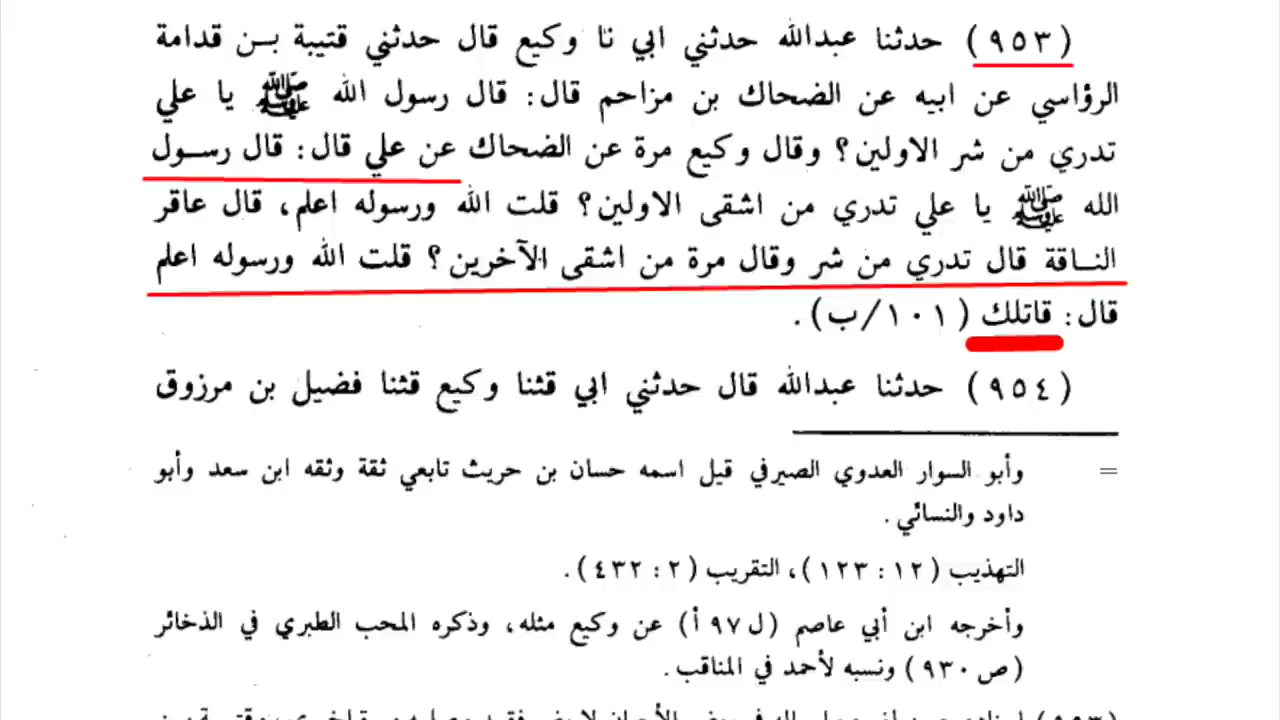 (٩٥٣) حدثنا عبدالله حدثني ابي نا وكيع قال حدثني قتيبة بـن قدامة
الرؤاسي عن ابيه عن الضحاك بن مزاحم قال: قال رسول الله ﷺ يا علي
تدري من شر الاولين؟ وقال وكيع مرة عن الضحاك عن علي قال: قال رسـول
الله ﷺ يا علي تدري من اشقى الاولين؟ قلت الله ورسوله اعلم، قال عاقر
النـاقة قال تدري من شر وقال مرة من اشقى الآخرين؟ قلت الله ورسوله اعلم
قال: قاتلك (١٠١/ب).
(٩٥٤) حدثنا عبدالله قال حدثني ابي قثنا وكيع قثنا فضيل بن مرزوق
= وأبو السوار العدوي الصيرفي قيل اسمه حسان بن حريث تابعي ثقة وثقه ابن سعد وأبو
داود والنسائي.
التهذيب (١٢: ١٢٣)، التقريب (٢: ٤٣٢).
وأخرجه ابن أبي عاصم (ل ٩٧ أ) عن وكيع مثله، وذكره المحب الطبري في الذخائر
(ص ٩٣٠) ونسبه لأحمد في المناقب.